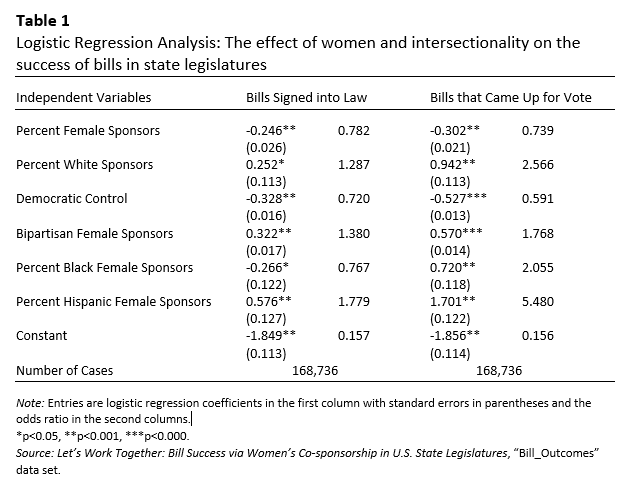 Table 1
Logistic Regression Analysis: The effect of women and intersectionality on the
success of bills in state legislatures
Independent Variables Bills Signed into Law Bills that Came Up for Vote
Percent Female Sponsors -0.246** 0.782 -0.302** 0.739
(0.026) (0.021)
Percent White Sponsors 0.252* 1.287 0.942** 2.566
(0.113) (0.113)
Democratic Control -0.328** 0.720 -0.527*** 0.591
(0.016) (0.013)
Bipartisan Female Sponsors 0.322** 1.380 0.570*** 1.768
(0.017) (0.014)
Percent Black Female Sponsors -0.266* 0.767 0.720** 2.055
(0.122) (0.118)
Percent Hispanic Female Sponsors 0.576** 1.779 1.701** 5.480
(0.127) (0.122)
Constant -1.849** 0.157 -1.856** 0.156
(0.113) (0.114)
Number of Cases 168,736 168,736
Note: Entries are logistic regression coefficients in the first column with standard errors in parentheses and the
odds ratio in the second columns.
*p<0.05, **p<0.001, ***p<0.000.
Source: Let's Work Together: Bill Success via Women's Co-sponsorship in U.S. State Legislatures, "Bill_Outcomes"
data set.